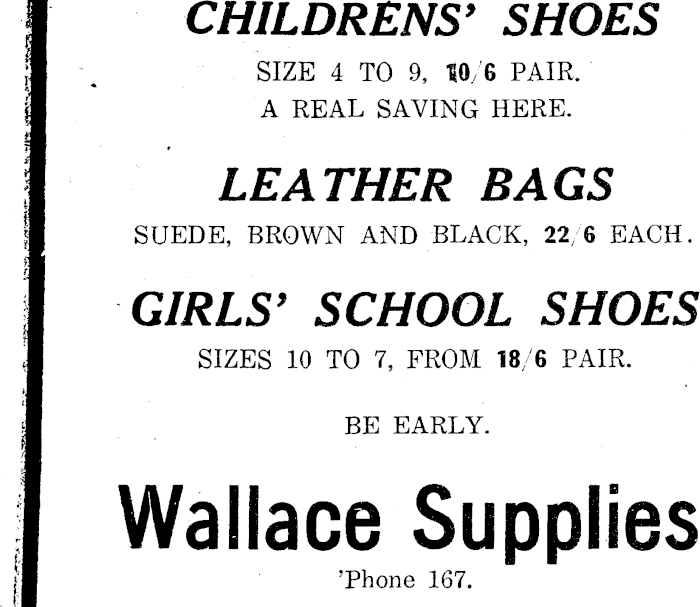 CHILDRENS' SHOES
SIZE 4 TO 9, 10/6 PAIR.
A REAL SAVING HERE.
LEATHER BAGS
SUEDE, BROWN AND BLACK, 22/6 EACH.
GIRLS' SCHOOL SHOES
SIZES 10 TO 7, FROM 18/6 PAIR.
BE EARLY.
Wallace Supplies
'Phone 167.